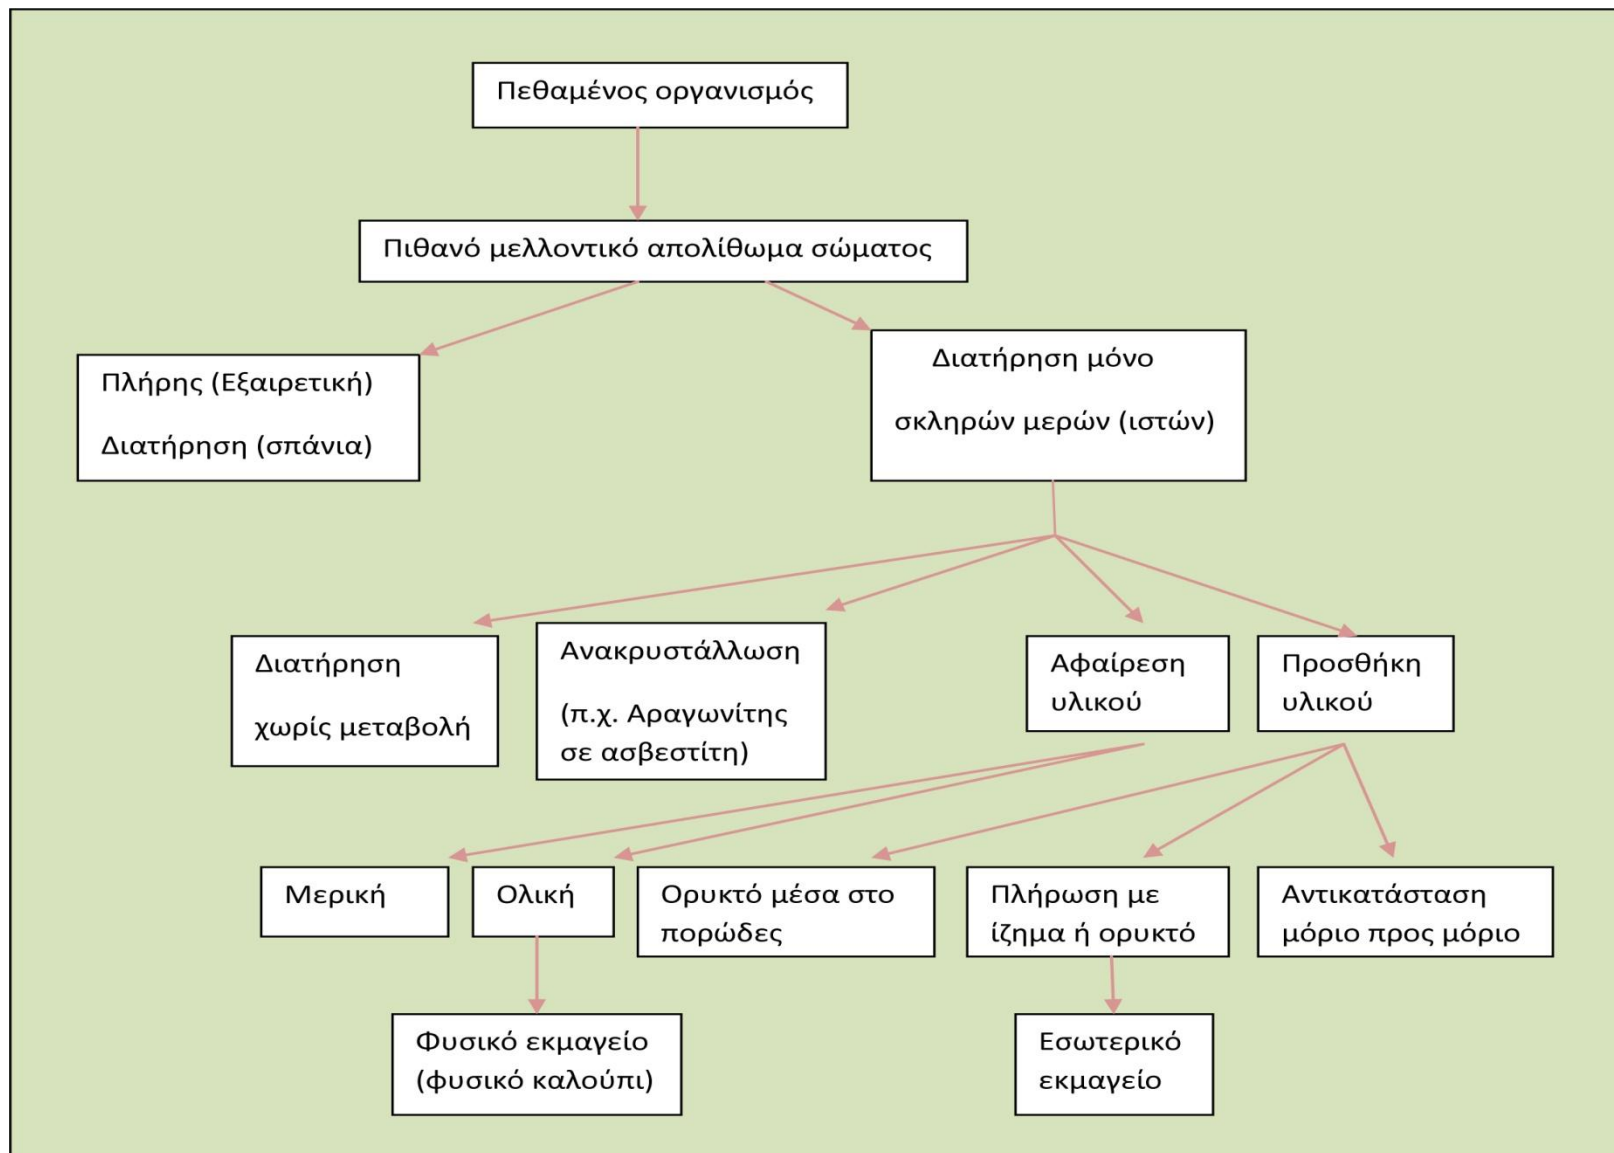 Πεθαμένος οργανισμός
Πιθανό μελλοντικό απολίθωμα σώματος
Πλήρης (Εξαιρετική)
Διατήρηση (σπάνια)
Διατήρηση μόνο
σκληρών μερών (ιστών)
Διατήρηση
χωρίς μεταβολή
Ανακρυστάλλωση
(π.χ. Αραγωνίτης
σε ασβεστίτη)
Αφαίρεση
υλικού
Προσθήκη
υλικού
Μερική
Ολική
Ορυκτό μέσα στο
πορώδες
Πλήρωση με
ίζημα ή ορυκτό
Αντικατάσταση
μόριο προς μόριο
Φυσικό εκμαγείο
(φυσικό καλούπι)
Εσωτερικό
εκμαγείο